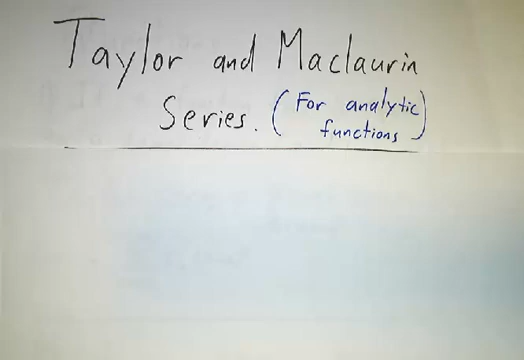 Taylor and Maclaurin
Series. (For analytic
functions)